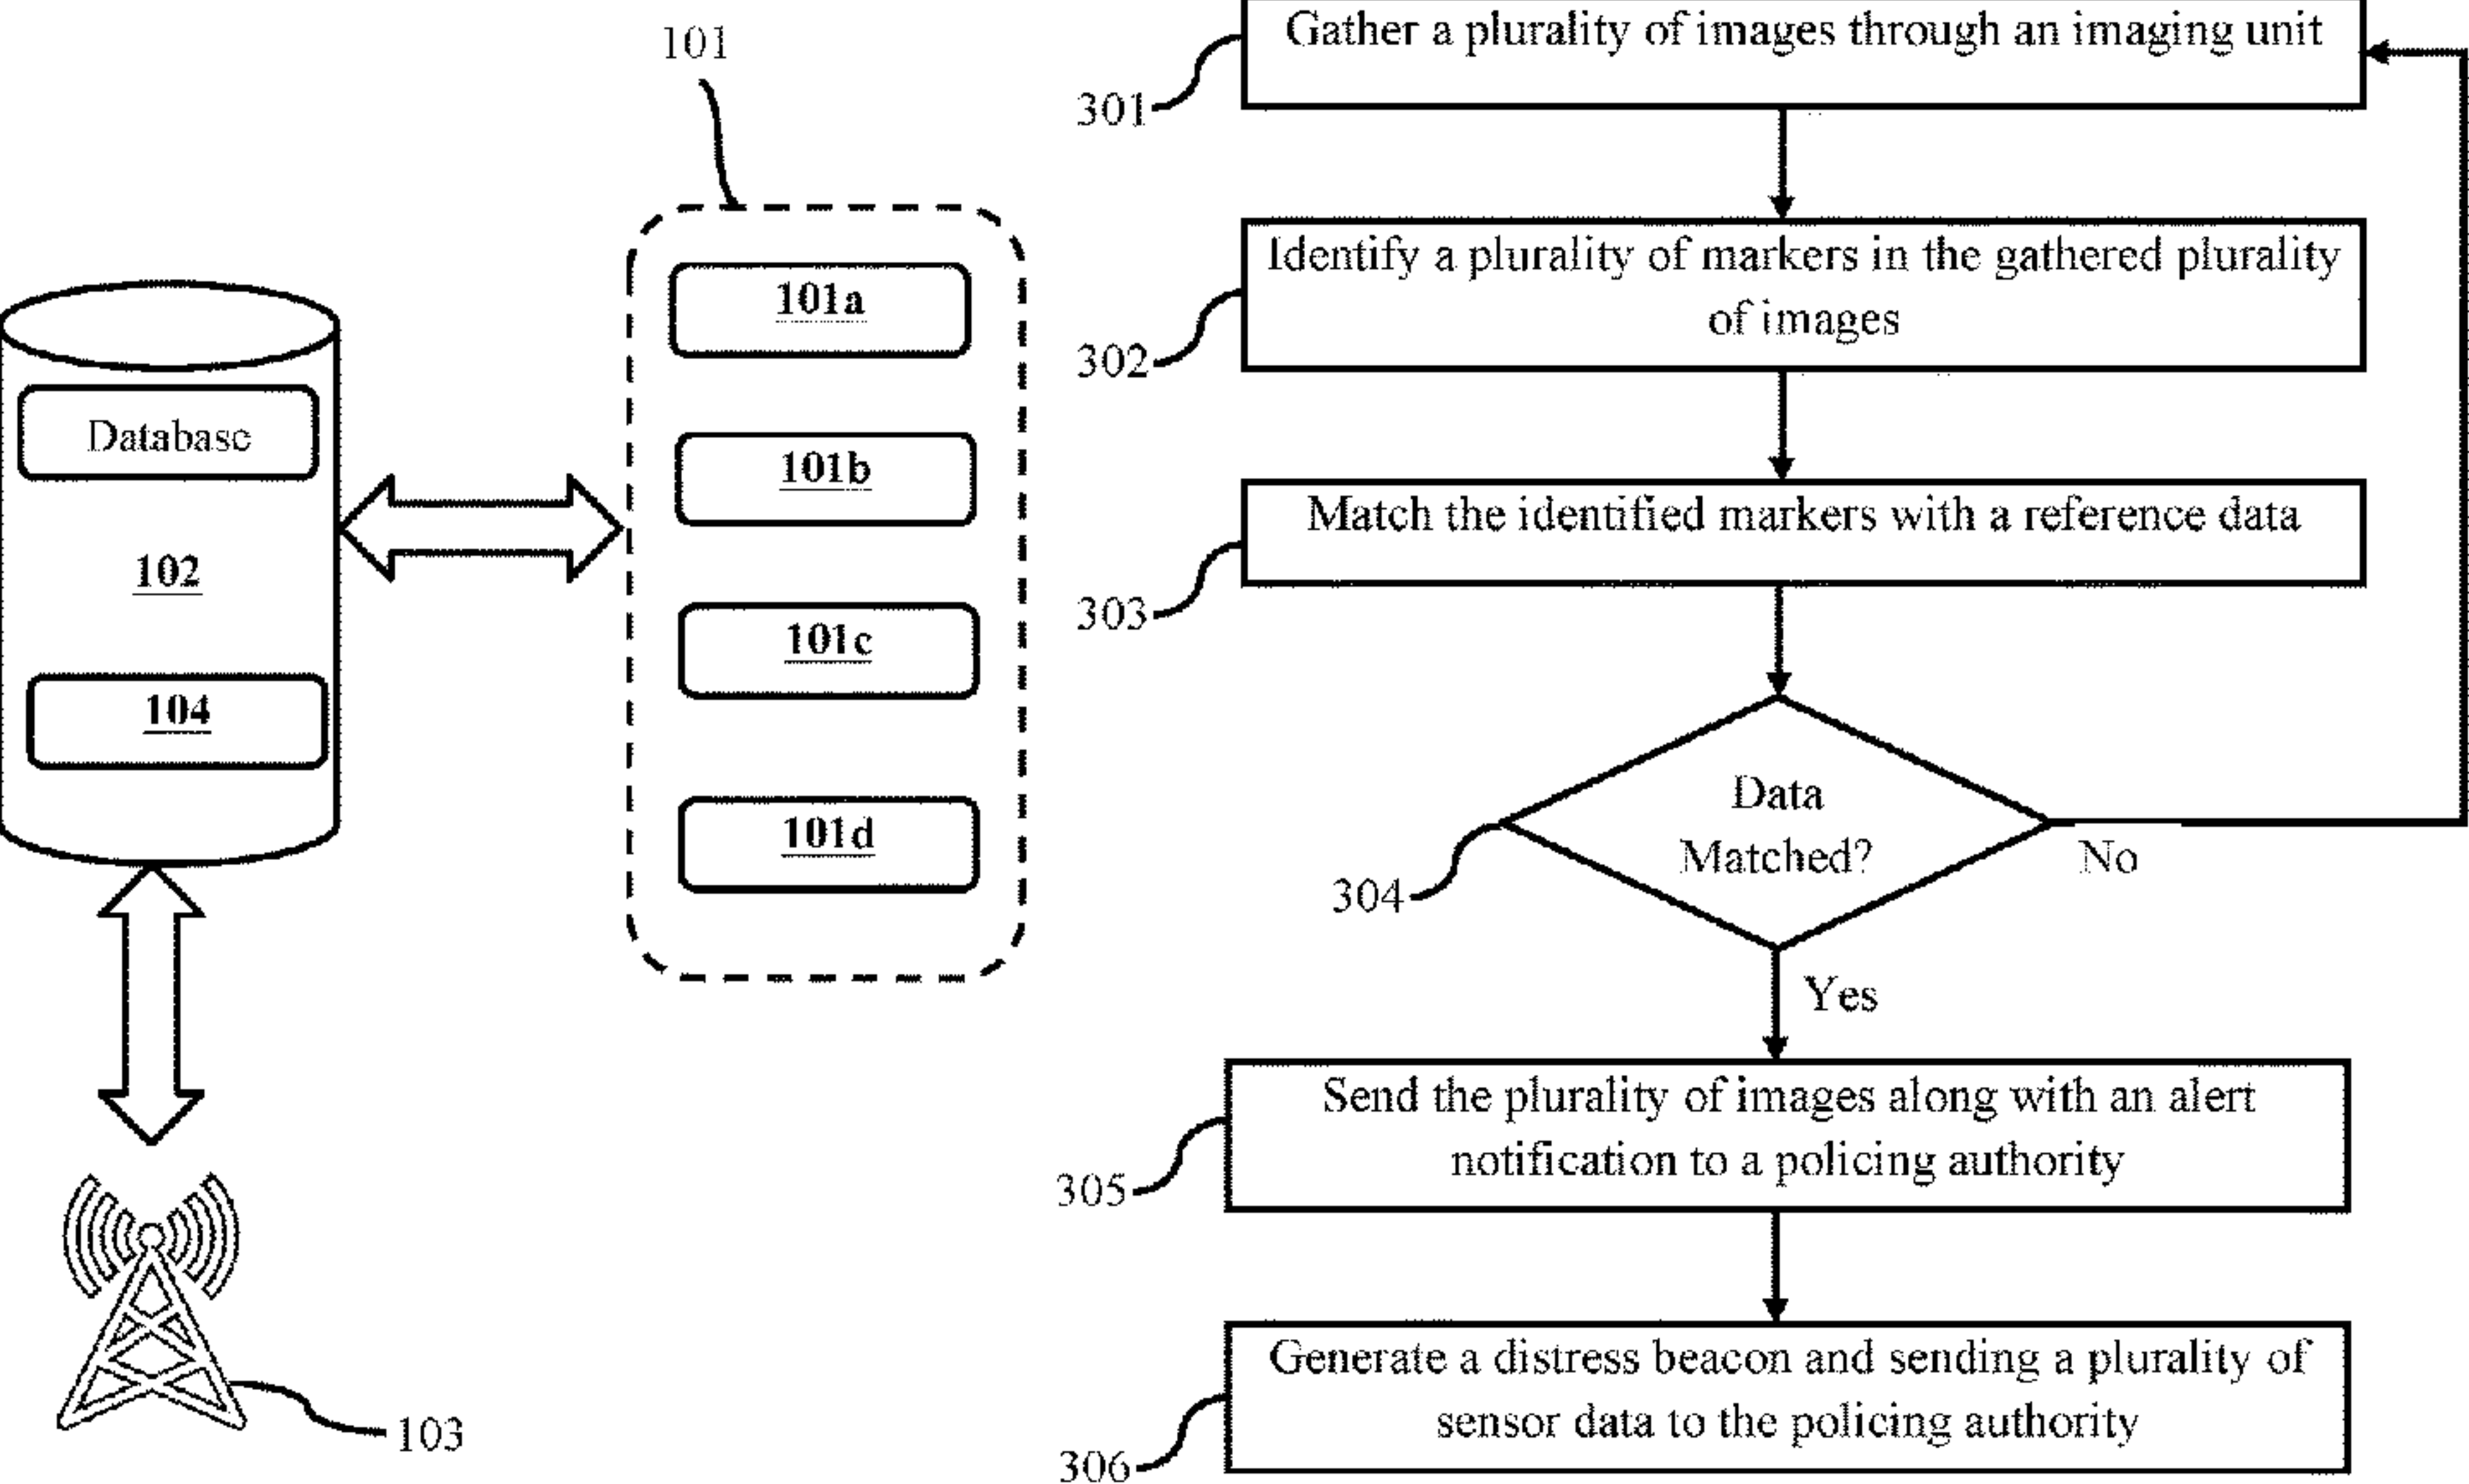 101
101a
101b
101c
101d
Database
102
104
103
Gather a plurality of images through an imaging unit
301
Identify a plurality of markers in the gathered plurality
of images
302
Match the identified markers with a reference data
303
Data
Matched?
304
No
Yes
Send the plurality of images along with an alert
notification to a policing authority
305
Generate a distress beacon and sending a plurality of
sensor data to the policing authority
306